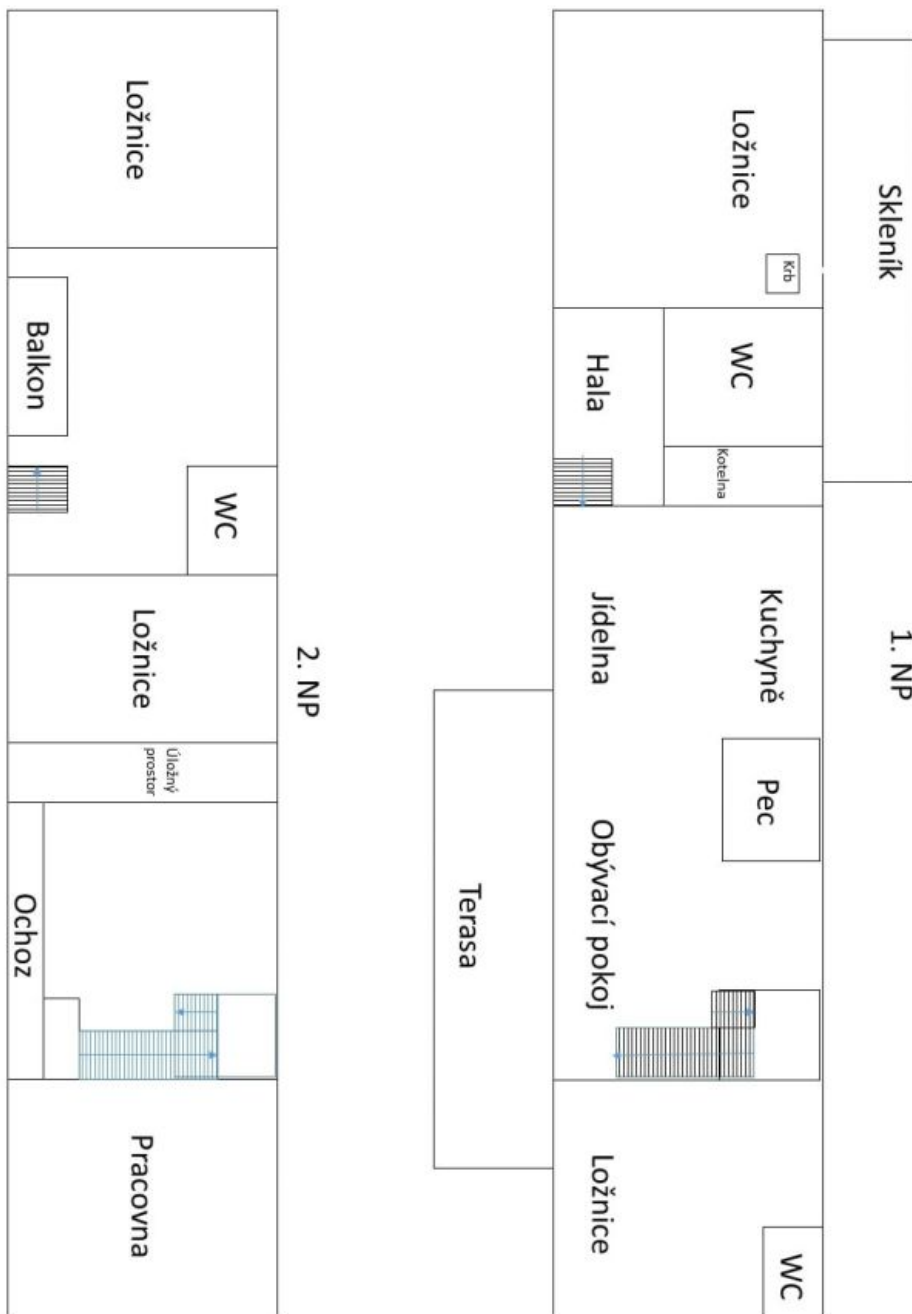 1. NP
Skleník
Ložnice
Krb
WC
Kotelna
Hala
Kuchyně
Pec
Jídelna
Obývací pokoj
Ložnice
WC
Terasa
2. NP
Ložnice
Balkon
WC
Ložnice
Úložný
prostor
Ochoz
Pracovna